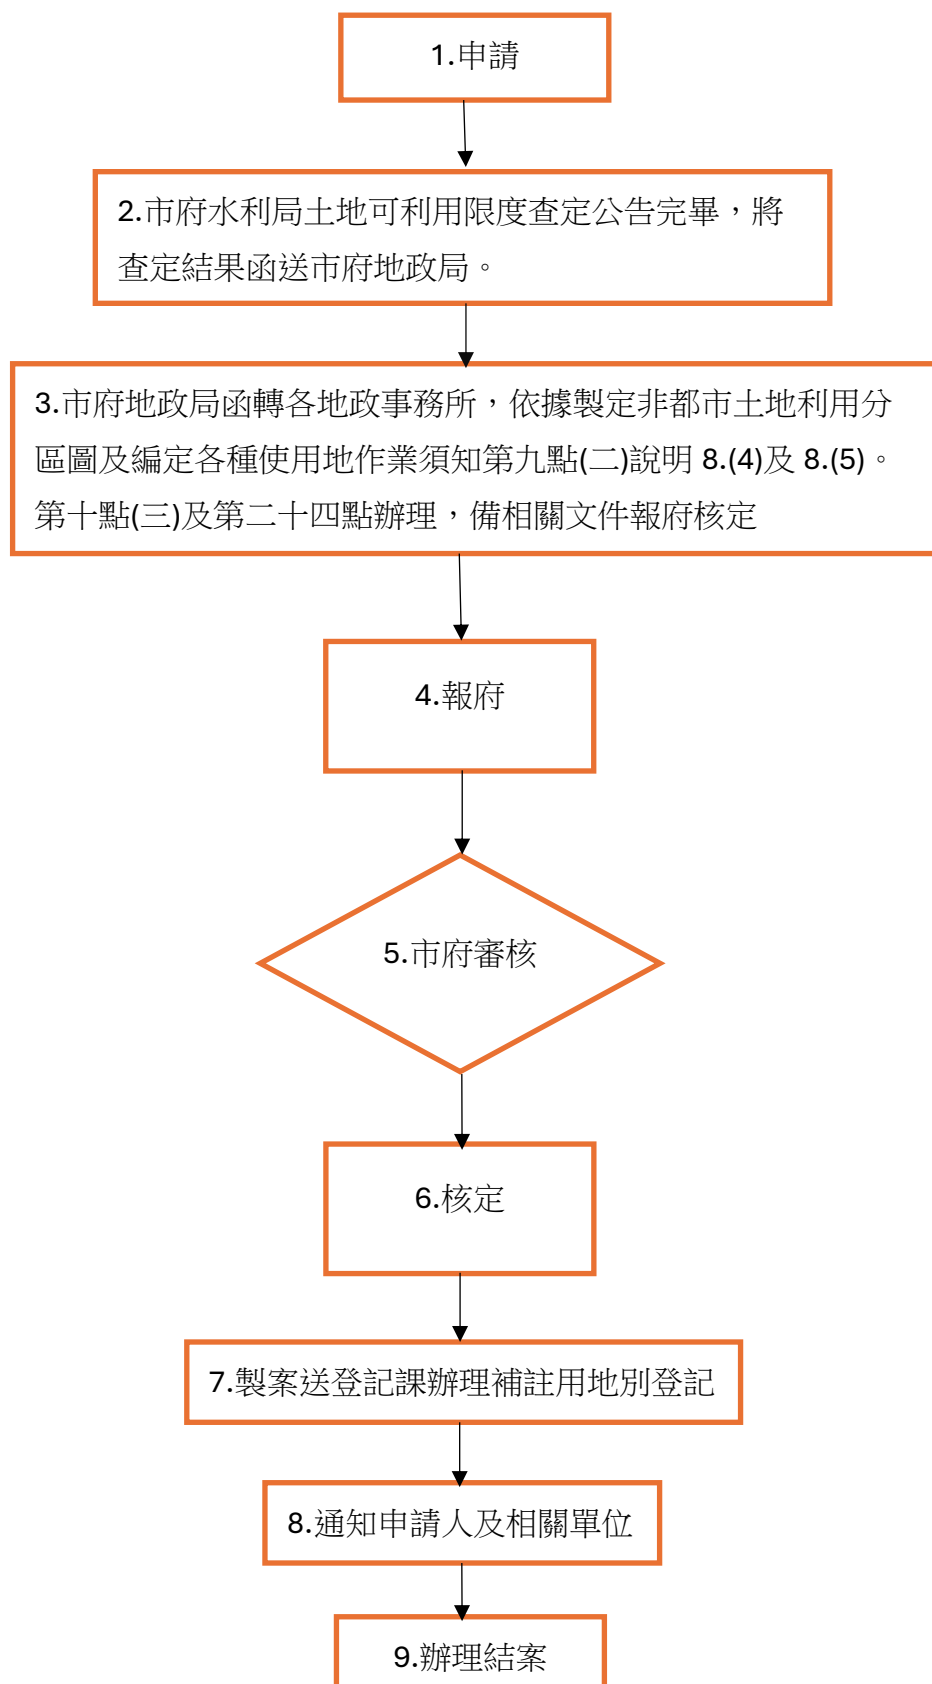 1.申請
2.市府水利局土地可利用限度查定公告完畢，將
查定結果函送市府地政局。
3.市府地政局函轉各地政事務所，依據製定非都市土地利用分
區圖及編定各種使用地作業須知第九點(二)說明 8.(4)及 8.(5)。
第十點(三)及第二十四點辦理，備相關文件報府核定
4.報府
5.市府審核
6.核定
7.製案送登記課辦理補註用地別登記
8.通知申請人及相關單位
9.辦理結案